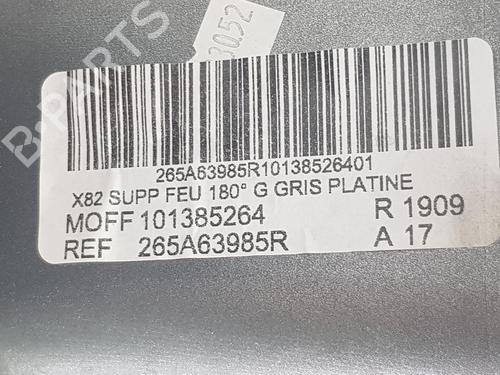 B-PARTS
3052
265A63985R10138526401
X82 SUPP FEU 180° G GRIS PLATINE
MOFF 101385264 R 1909
REF 265A63985R A 17